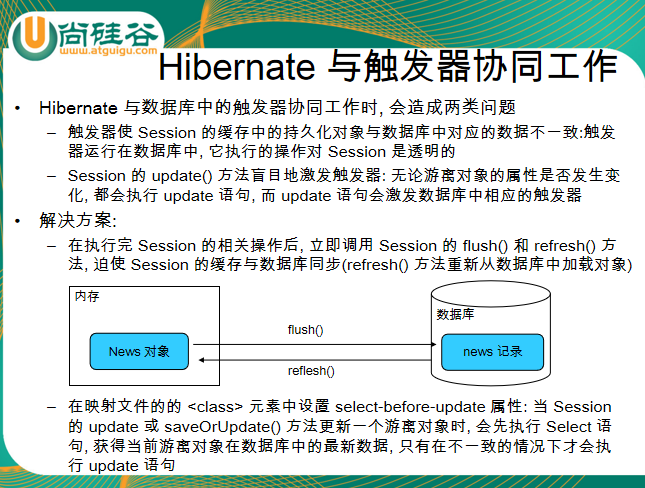 尚硅谷
www.atguigu.com
Hibernate 与触发器协同工作
• Hibernate 与数据库中的触发器协同工作时, 会造成两类问题
– 触发器使 Session 的缓存中的持久化对象与数据库中对应的数据不一致:触发
器运行在数据库中, 它执行的操作对 Session 是透明的
– Session 的 update() 方法盲目地激发触发器: 无论游离对象的属性是否发生变
化, 都会执行 update 语句, 而 update 语句会激发数据库中相应的触发器
• 解决方案:
– 在执行完 Session 的相关操作后, 立即调用 Session 的 flush() 和 refresh() 方
法, 迫使 Session 的缓存与数据库同步(refresh() 方法重新从数据库中加载对象)
内存
数据库
flush()
News 对象
news 记录
reflesh()
– 在映射文件的的 <class> 元素中设置 select-before-update 属性: 当 Session
的 update 或 saveOrUpdate() 方法更新一个游离对象时, 会先执行 Select 语
句, 获得当前游离对象在数据库中的最新数据, 只有在不一致的情况下才会执
行 update 语句